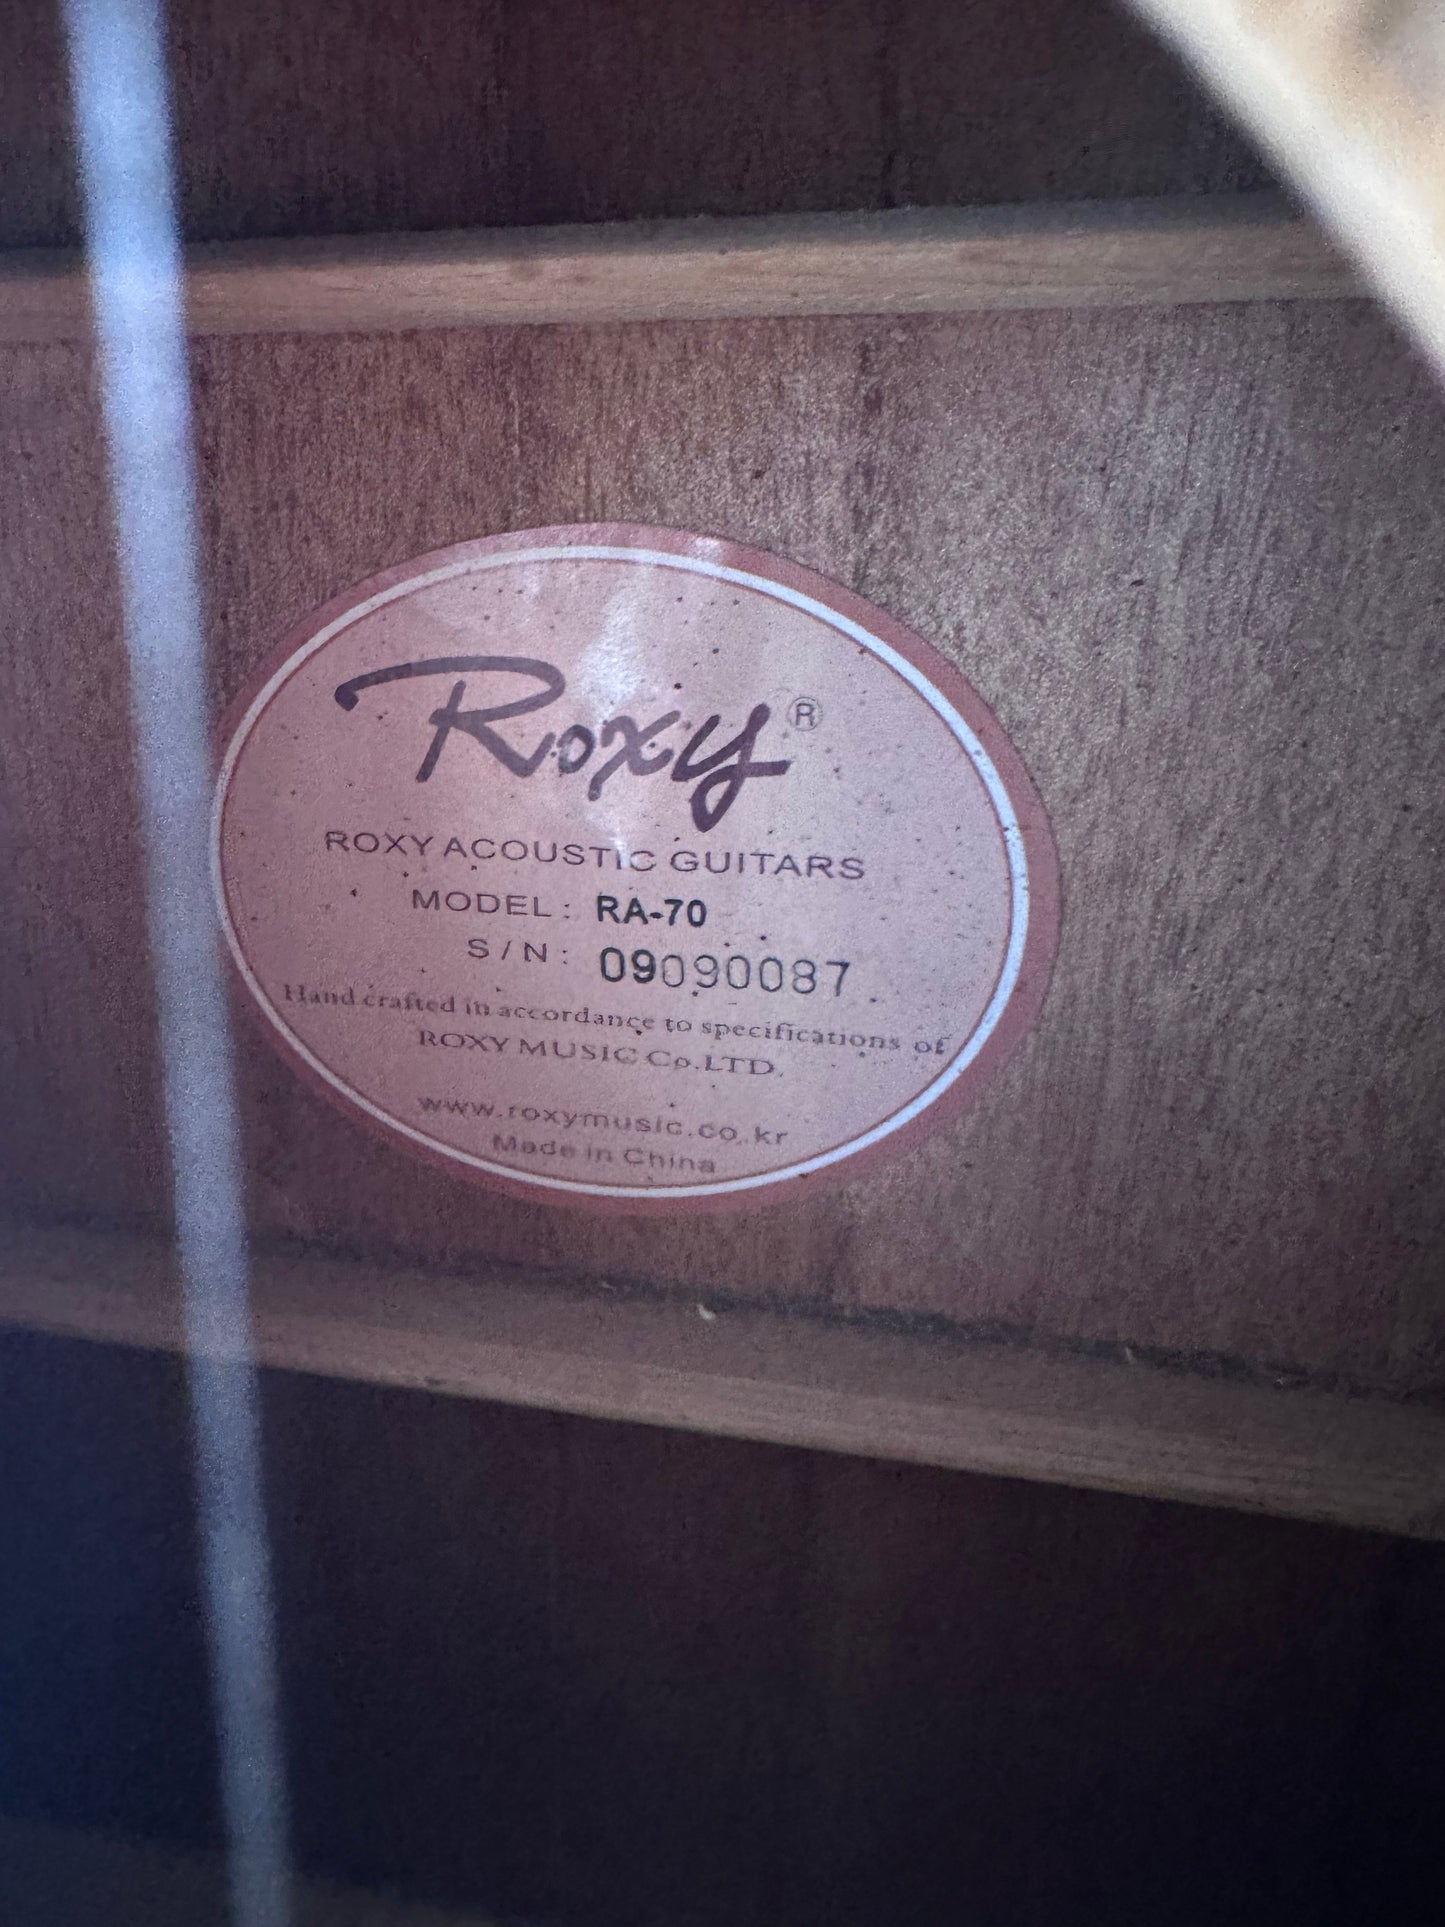 Roxy®
ROXY ACOUSTIC GUITARS
MODEL: RA-70
S/N: 09090087
Hand crafted in accordance to specifications of
ROXY MUSIC Co.LTD.
www.roxymusic.co.kr
Made in China